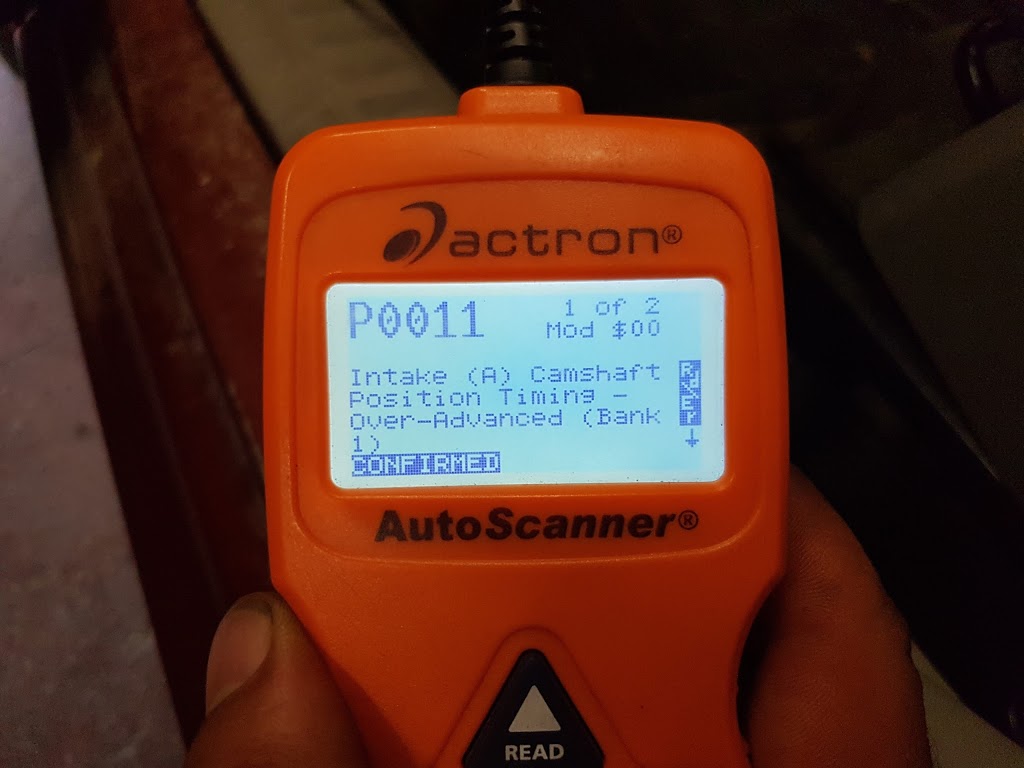 actron®
P0011 1 of 2
Mod $00
Intake (A) Camshaft
Position Timing -
Over-Advanced (Bank
1)
CONFIRMED
AutoScanner®
READ